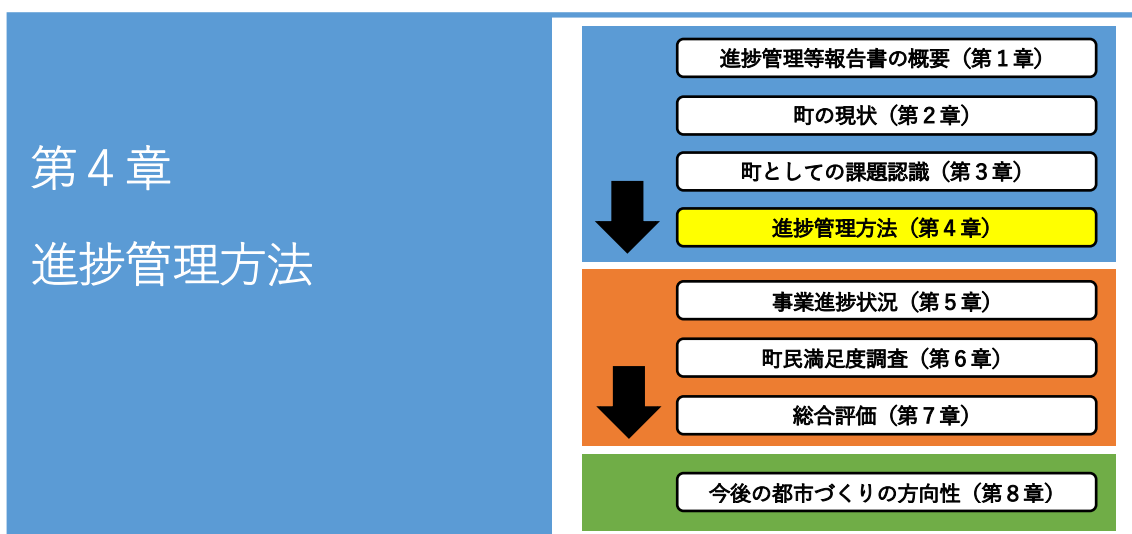 第４章
進捗管理方法
進捗管理等報告書の概要（第１章）
町の現状（第２章）
町としての課題認識（第３章）
進捗管理方法（第４章）
事業進捗状況（第５章）
町民満足度調査（第６章）
総合評価（第７章）
今後の都市づくりの方向性（第８章）